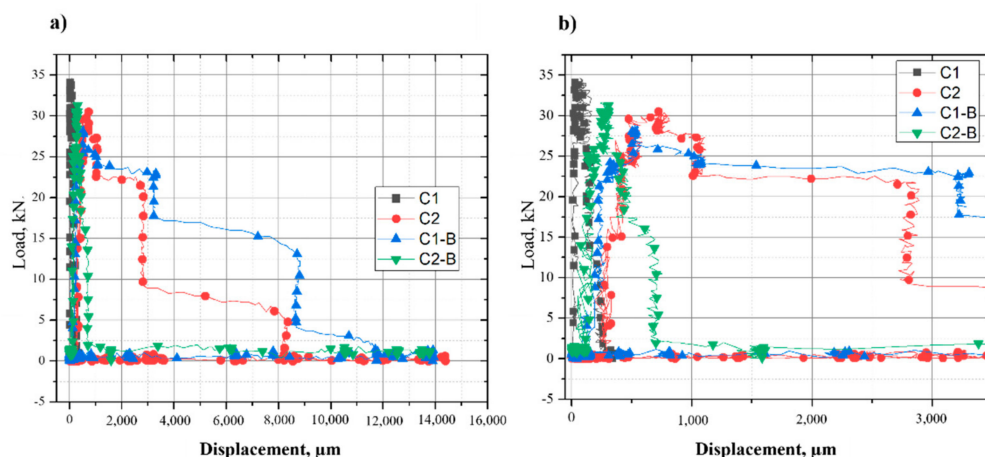 a)
35
30
25
20
15
10
5
0
-5
Load, kN.
0
2,000
4,000
6,000
8,000
10,000
12,000
14,000
16,000
Displacement, µm
C1
C2
C1-B
C2-B
b)
35
30
25
20
15
10
5
0
-5
Load, kN
0
1,000
2,000
3,000
Displacement, µm
C1
C2
C1-B
C2-B